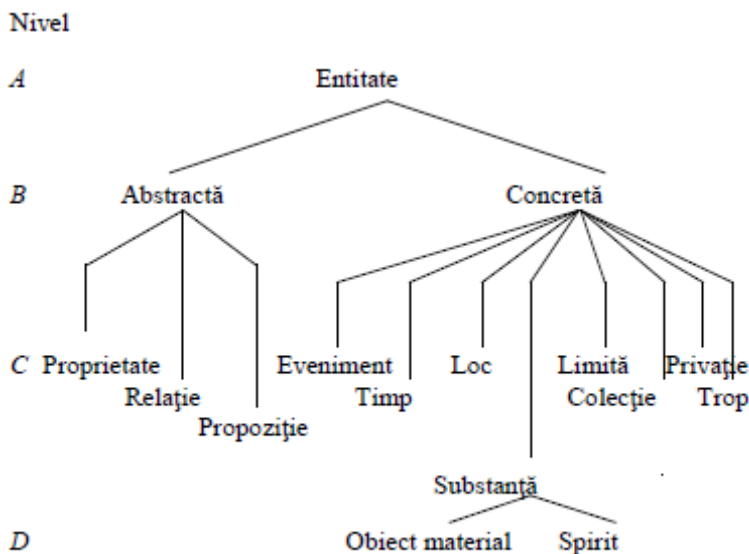 Nivel
A Entitate
B Abstractă Concretă
C Proprietate Eveniment Loc Limită Privaţie
Relaţie Timp Colecţie Trop
Propoziţie
Substanţă
D Obiect material Spirit